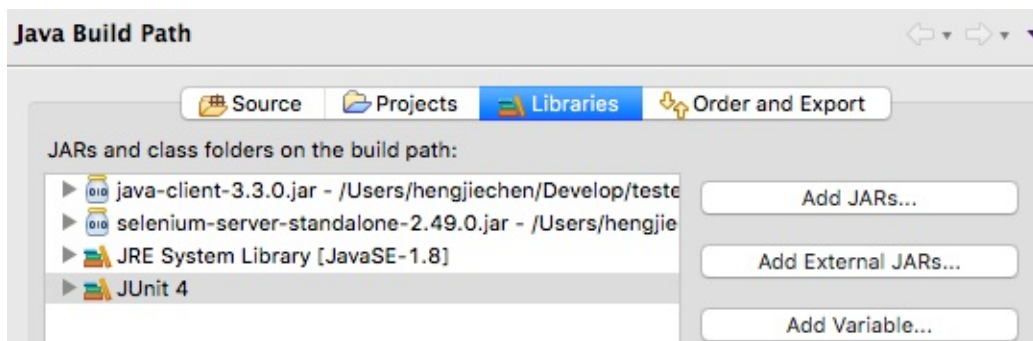 Java Build Path
Source Projects Libraries Order and Export
JARs and class folders on the build path:
java-client-3.3.0.jar - /Users/hengjiechen/Develop/teste
selenium-server-standalone-2.49.0.jar - /Users/hengjie
JRE System Library [JavaSE-1.8]
JUnit 4
Add JARs...
Add External JARs...
Add Variable...